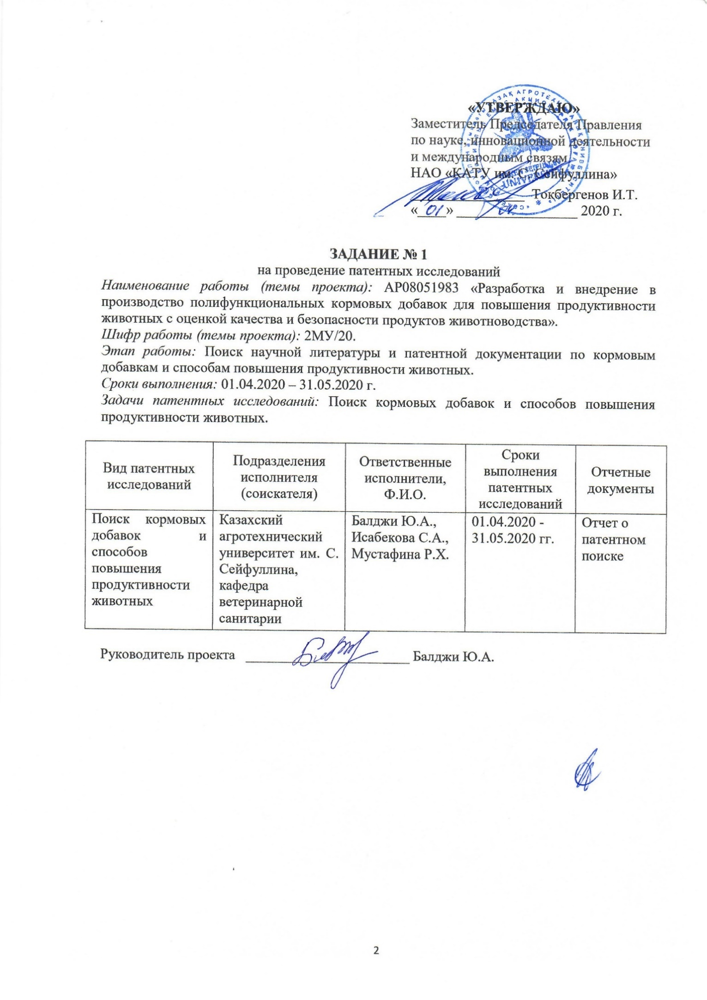 «УТВЕРЖДАЮ»
Заместитель Председателя Правления
по науке, инновационной деятельности
и международным связям
НАО «КАТУ им. С. Сейфуллина»
Токбергенов И.Т.
«01» 04 2020 г.
ЗАДАНИЕ № 1
на проведение патентных исследований
Наименование работы (темы проекта): АР08051983 «Разработка и внедрение в
производство полифункциональных кормовых добавок для повышения продуктивности
животных с оценкой качества и безопасности продуктов животноводства».
Шифр работы (темы проекта): 2МУ/20.
Этап работы: Поиск научной литературы и патентной документации по кормовым
добавкам и способам повышения продуктивности животных.
Сроки выполнения: 01.04.2020 – 31.05.2020 г.
Задачи патентных исследований: Поиск кормовых добавок и способов повышения
продуктивности животных.
Вид патентных
исследований
Подразделения
исполнителя
(соискателя)
Ответственные
исполнители,
Ф.И.О.
Сроки
выполнения
патентных
исследований
Отчетные
документы
Поиск кормовых
добавок и
способов
повышения
продуктивности
животных
Казахский
агротехнический
университет им. С.
Сейфуллина,
кафедра
ветеринарной
санитарии
Балджи Ю.А.,
Исабекова С.А.,
Мустафина Р.Х.
01.04.2020 -
31.05.2020 гг.
Отчет о
патентном
поиске
Руководитель проекта Балджи Ю.А.
2